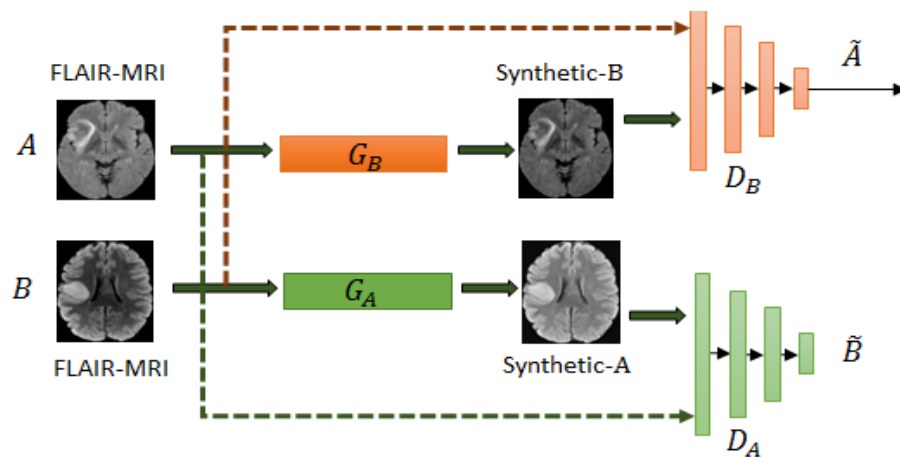 FLAIR-MRI
Synthetic-B
Ã
A
G_B
D_B
B
G_A
FLAIR-MRI
Synthetic-A
B̃
D_A